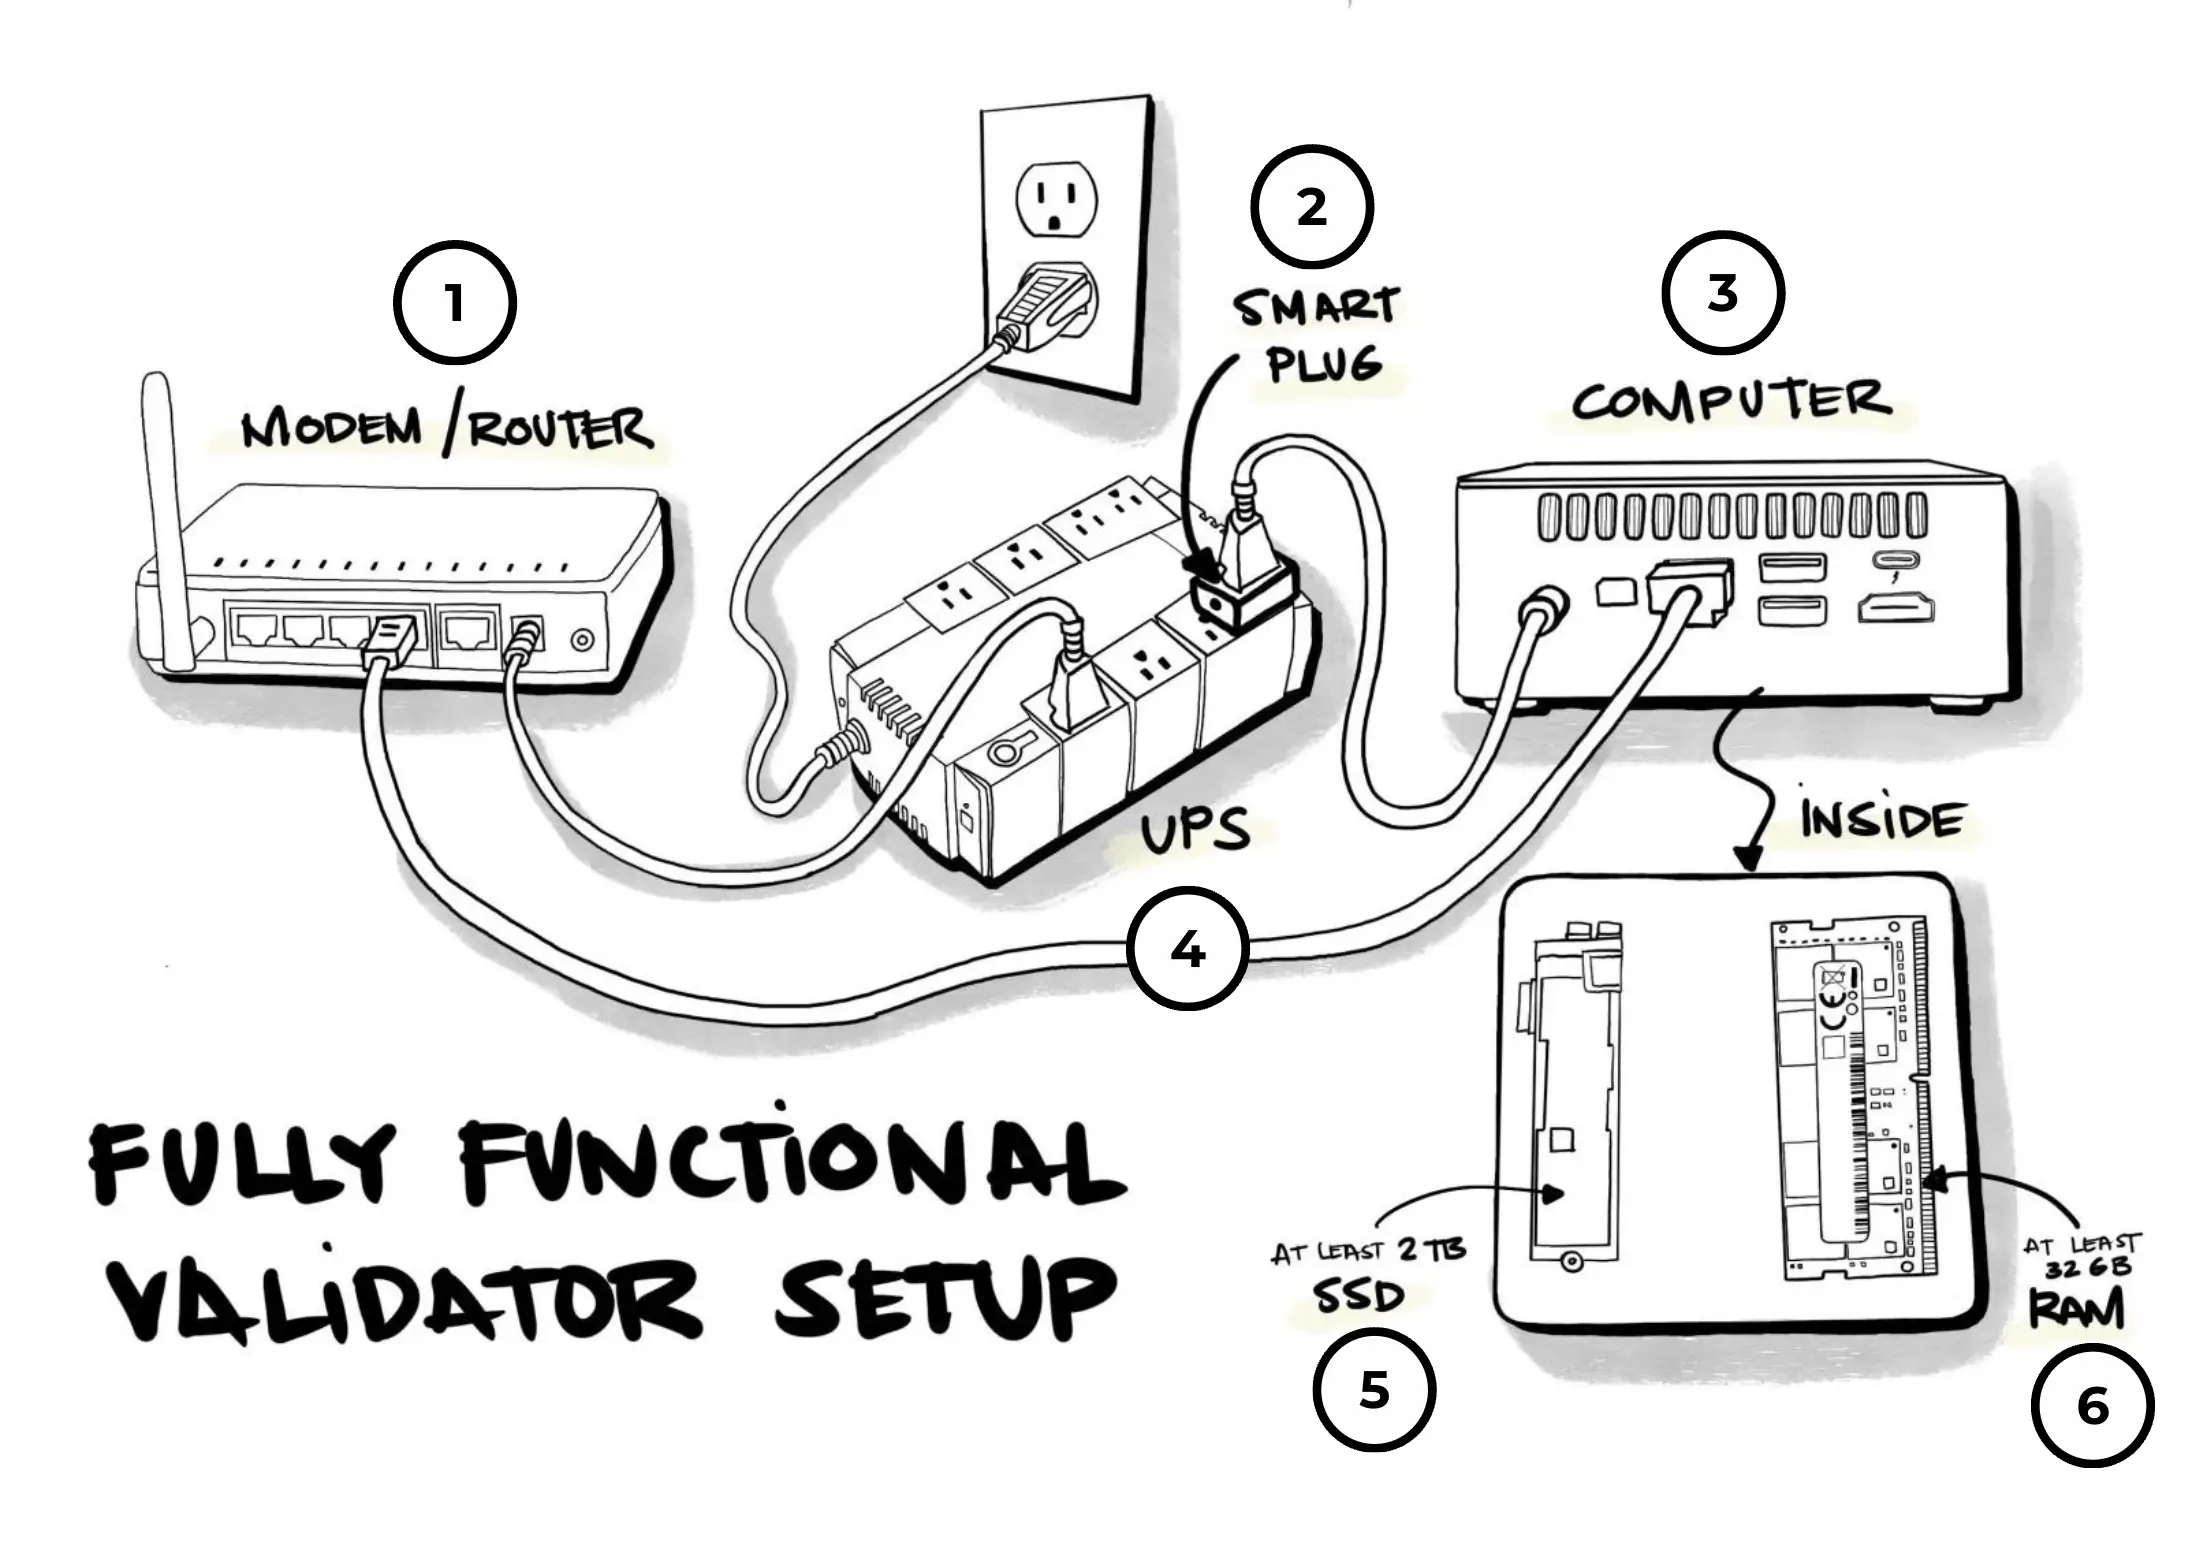 1
MODEM/ROUTER
2
SMART
PLUG
3
COMPUTER
UPS
4
INSIDE
CE
AT LEAST 2 TB
SSD
5
AT LEAST
32 GB
RAM
6
FULLY FUNCTIONAL
VALIDATOR SETUP